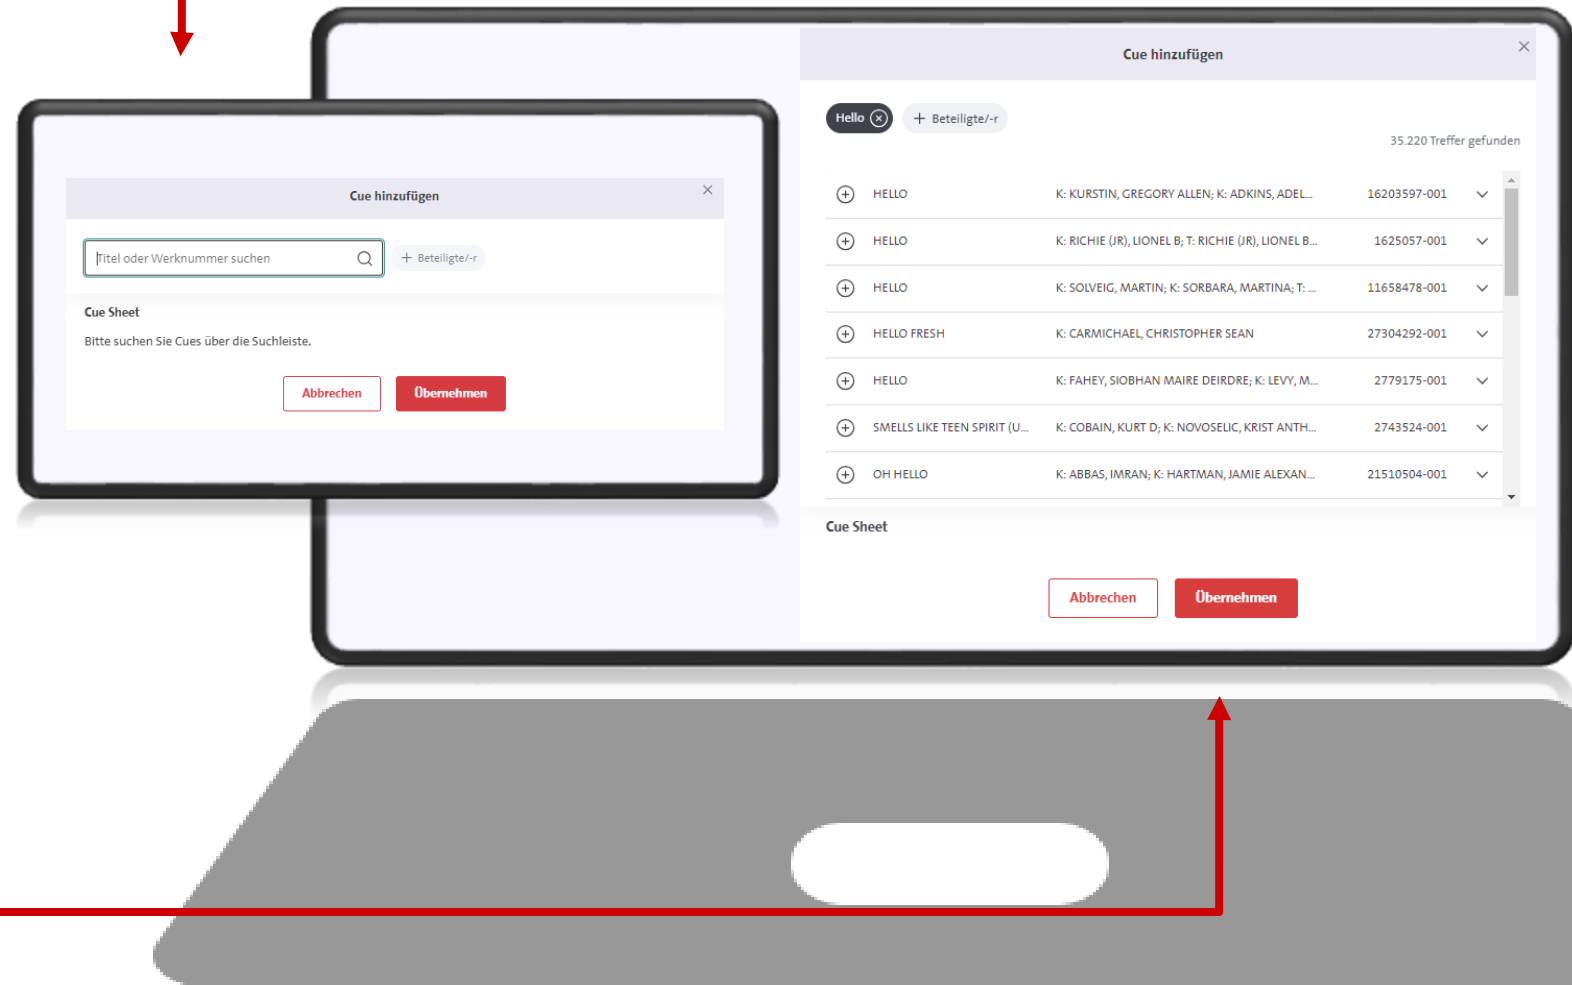 Cue hinzufügen
Titel oder Werknummer suchen
+ Beteiligte/-r
Cue Sheet
Bitte suchen Sie Cues über die Suchleiste.
Abbrechen Übernehmen
Cue hinzufügen
Hello + Beteiligte/-r
35.220 Treffer gefunden
HELLO K: KURSTIN, GREGORY ALLEN; K: ADKINS, ADEL... 16203597-001
HELLO K: RICHIE (JR), LIONEL B; T: RICHIE (JR), LIONEL B... 1625057-001
HELLO K: SOLVEIG, MARTIN; K: SORBARA, MARTINA; T: ... 11658478-001
HELLO FRESH K: CARMICHAEL, CHRISTOPHER SEAN 27304292-001
HELLO K: FAHEY, SIOBHAN MAIRE DEIRDRE; K: LEVY, M... 2779175-001
SMELLS LIKE TEEN SPIRIT (U... K: COBAIN, KURT D; K: NOVOSELIC, KRIST ANTH... 2743524-001
OH HELLO K: ABBAS, IMRAN; K: HARTMAN, JAMIE ALEXAN... 21510504-001
Cue Sheet
Abbrechen Übernehmen